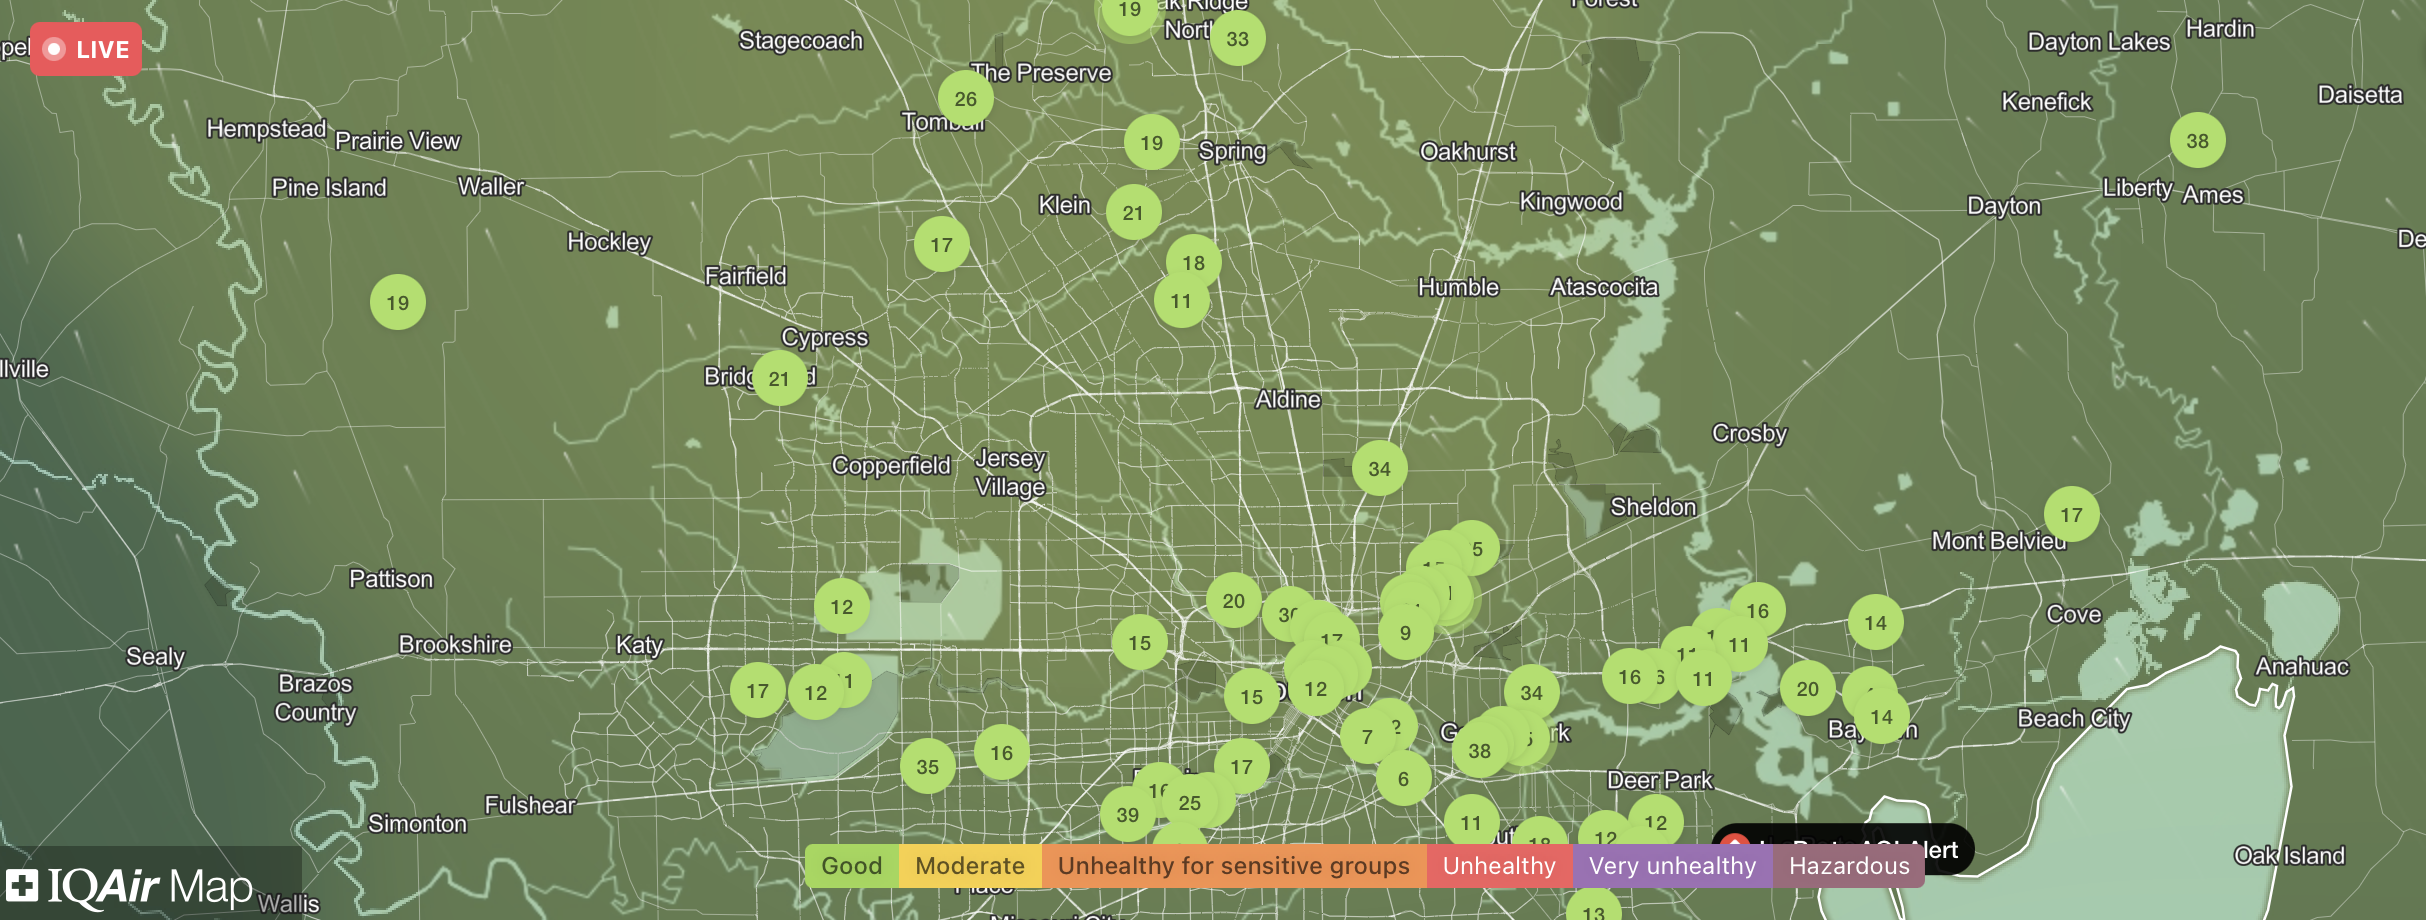 19
33
Stagecoach
Dayton Lakes
Hardin
LIVE
The Preserve
26
Daisetta
Kenefick
Hempstead
Prairie View
19
Spring
Oakhurst
38
Pine Island
Waller
Klein
21
Kingwood
Dayton
Liberty
Ames
Hockley
17
18
Fairfield
11
Humble
Atascocita
19
Cypress
21
Aldine
Crosby
Copperfield
Jersey
Village
34
Sheldon
17
Mont Belvieu
Pattison
12
20
16
14
Cove
9
15
17
11
Brookshire
Katy
Sealy
16
11
Anahuac
Brazos
Country
17
12
15
12
34
20
14
Beach City
7
38
35
16
17
6
Deer Park
Fulshear
Simonton
39
25
11
12
12
Alert
Oak Island
Good
Moderate
Unhealthy for sensitive groups
Unhealthy
Very unhealthy
Hazardous
IQAir Map
Wallis
13